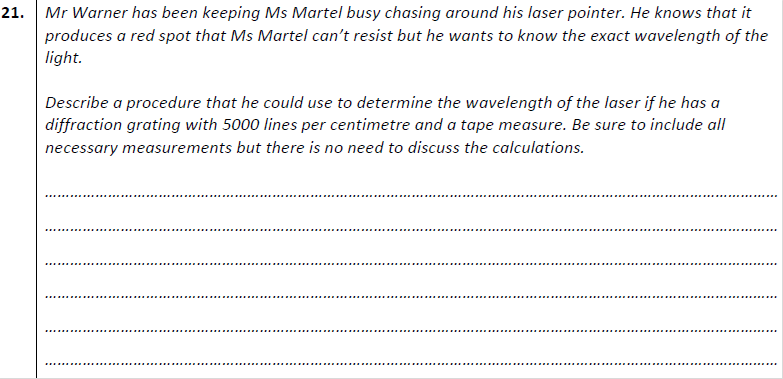 21. Mr Warner has been keeping Ms Martel busy chasing around his laser pointer. He knows that it
produces a red spot that Ms Martel can't resist but he wants to know the exact wavelength of the
light.
Describe a procedure that he could use to determine the wavelength of the laser if he has a
diffraction grating with 5000 lines per centimetre and a tape measure. Be sure to include all
necessary measurements but there is no need to discuss the calculations.